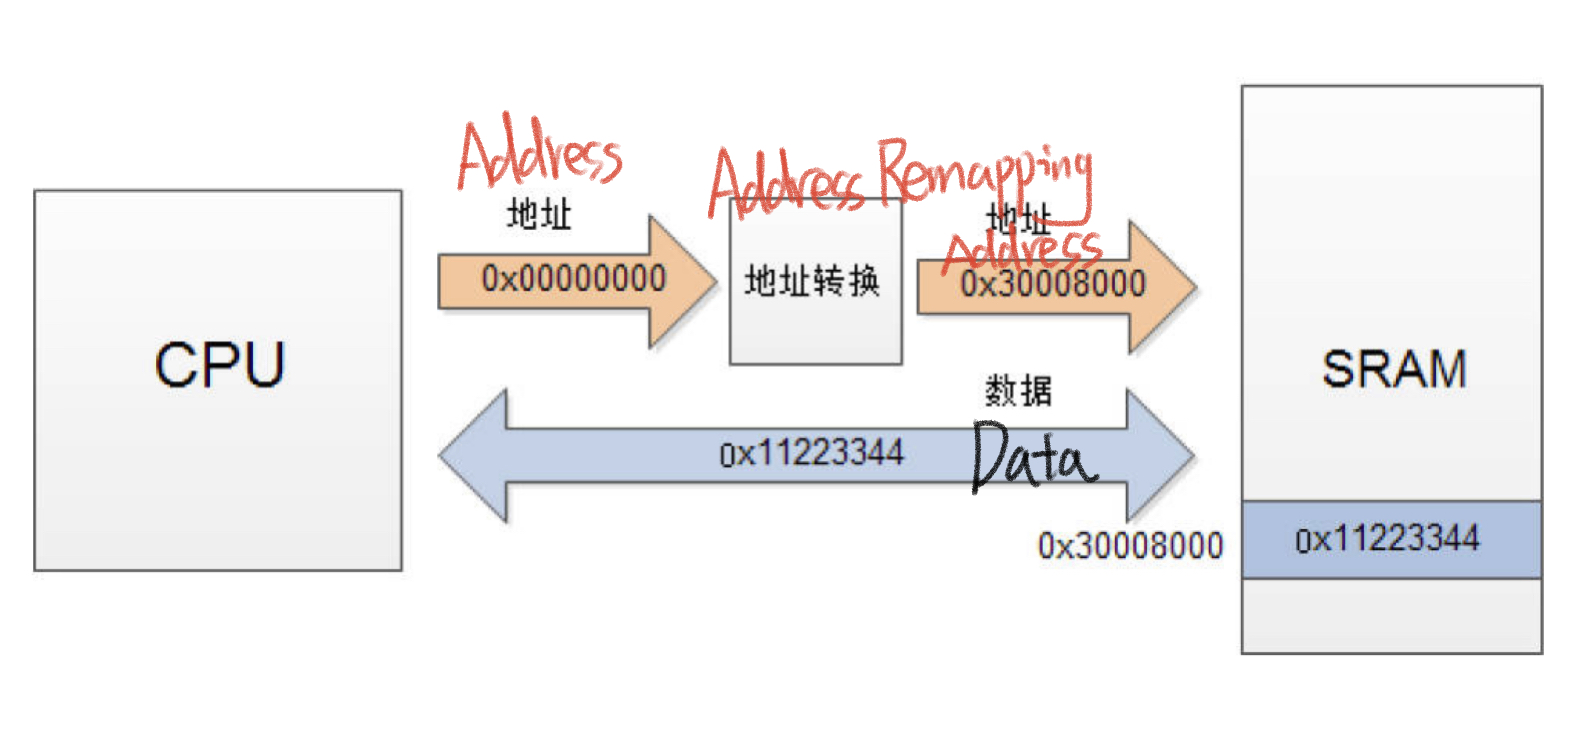 Address
Address Remapping
地址
地址
Address
0x00000000
地址转换
0x30008000
CPU
SRAM
数据
0x11223344
Data
0x30008000
0x11223344